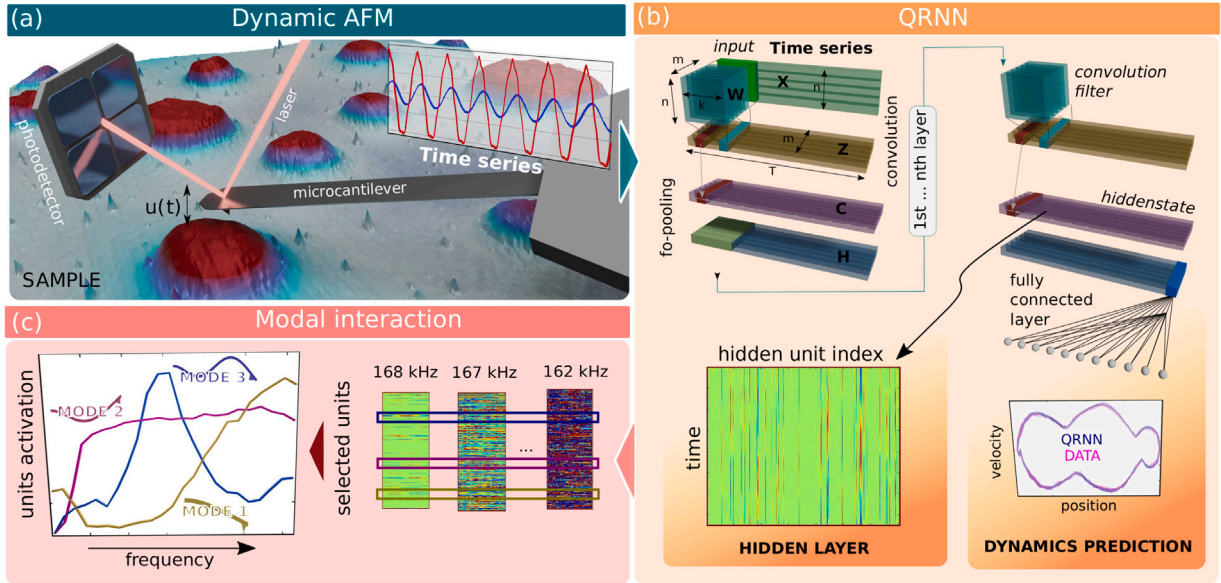 (a)
Dynamic AFM
photodetector
laser
Time series
microcantilever
u(t)
SAMPLE
(b)
QRNN
input
Time series
m
n
k
W
X
n
convolution
filter
m
Z
T
convolution
1st ... nth layer
fo-pooling
C
H
hiddenstate
fully
connected
layer
hidden unit index
time
HIDDEN LAYER
velocity
QRNN
DATA
position
DYNAMICS PREDICTION
(c)
Modal interaction
units activation
MODE 3
MODE 2
MODE 1
frequency
selected units
168 kHz
167 kHz
162 kHz
...